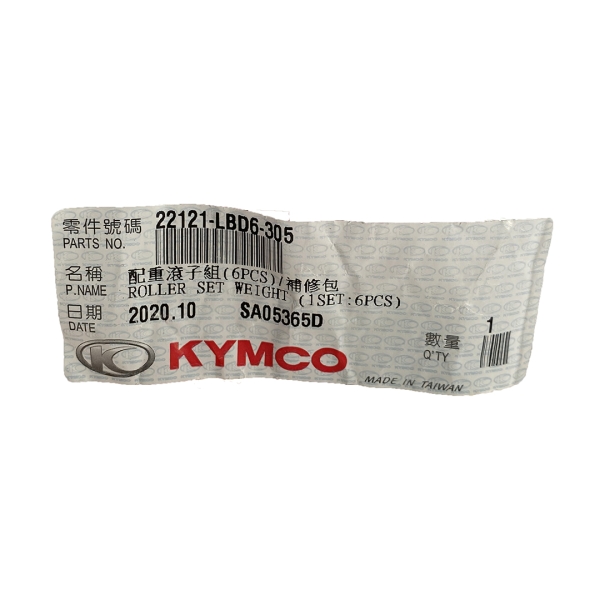 零件號碼 22121-LBD6-305
PARTS NO.
名稱 配重滾子組(6PCS)/補修包
P.NAME ROLLER SET WEIGHT (1SET:6PCS)
日期 2020.10 SA05365D
DATE
KYMCO
數量 1
Q'TY
MADE IN TAIWAN